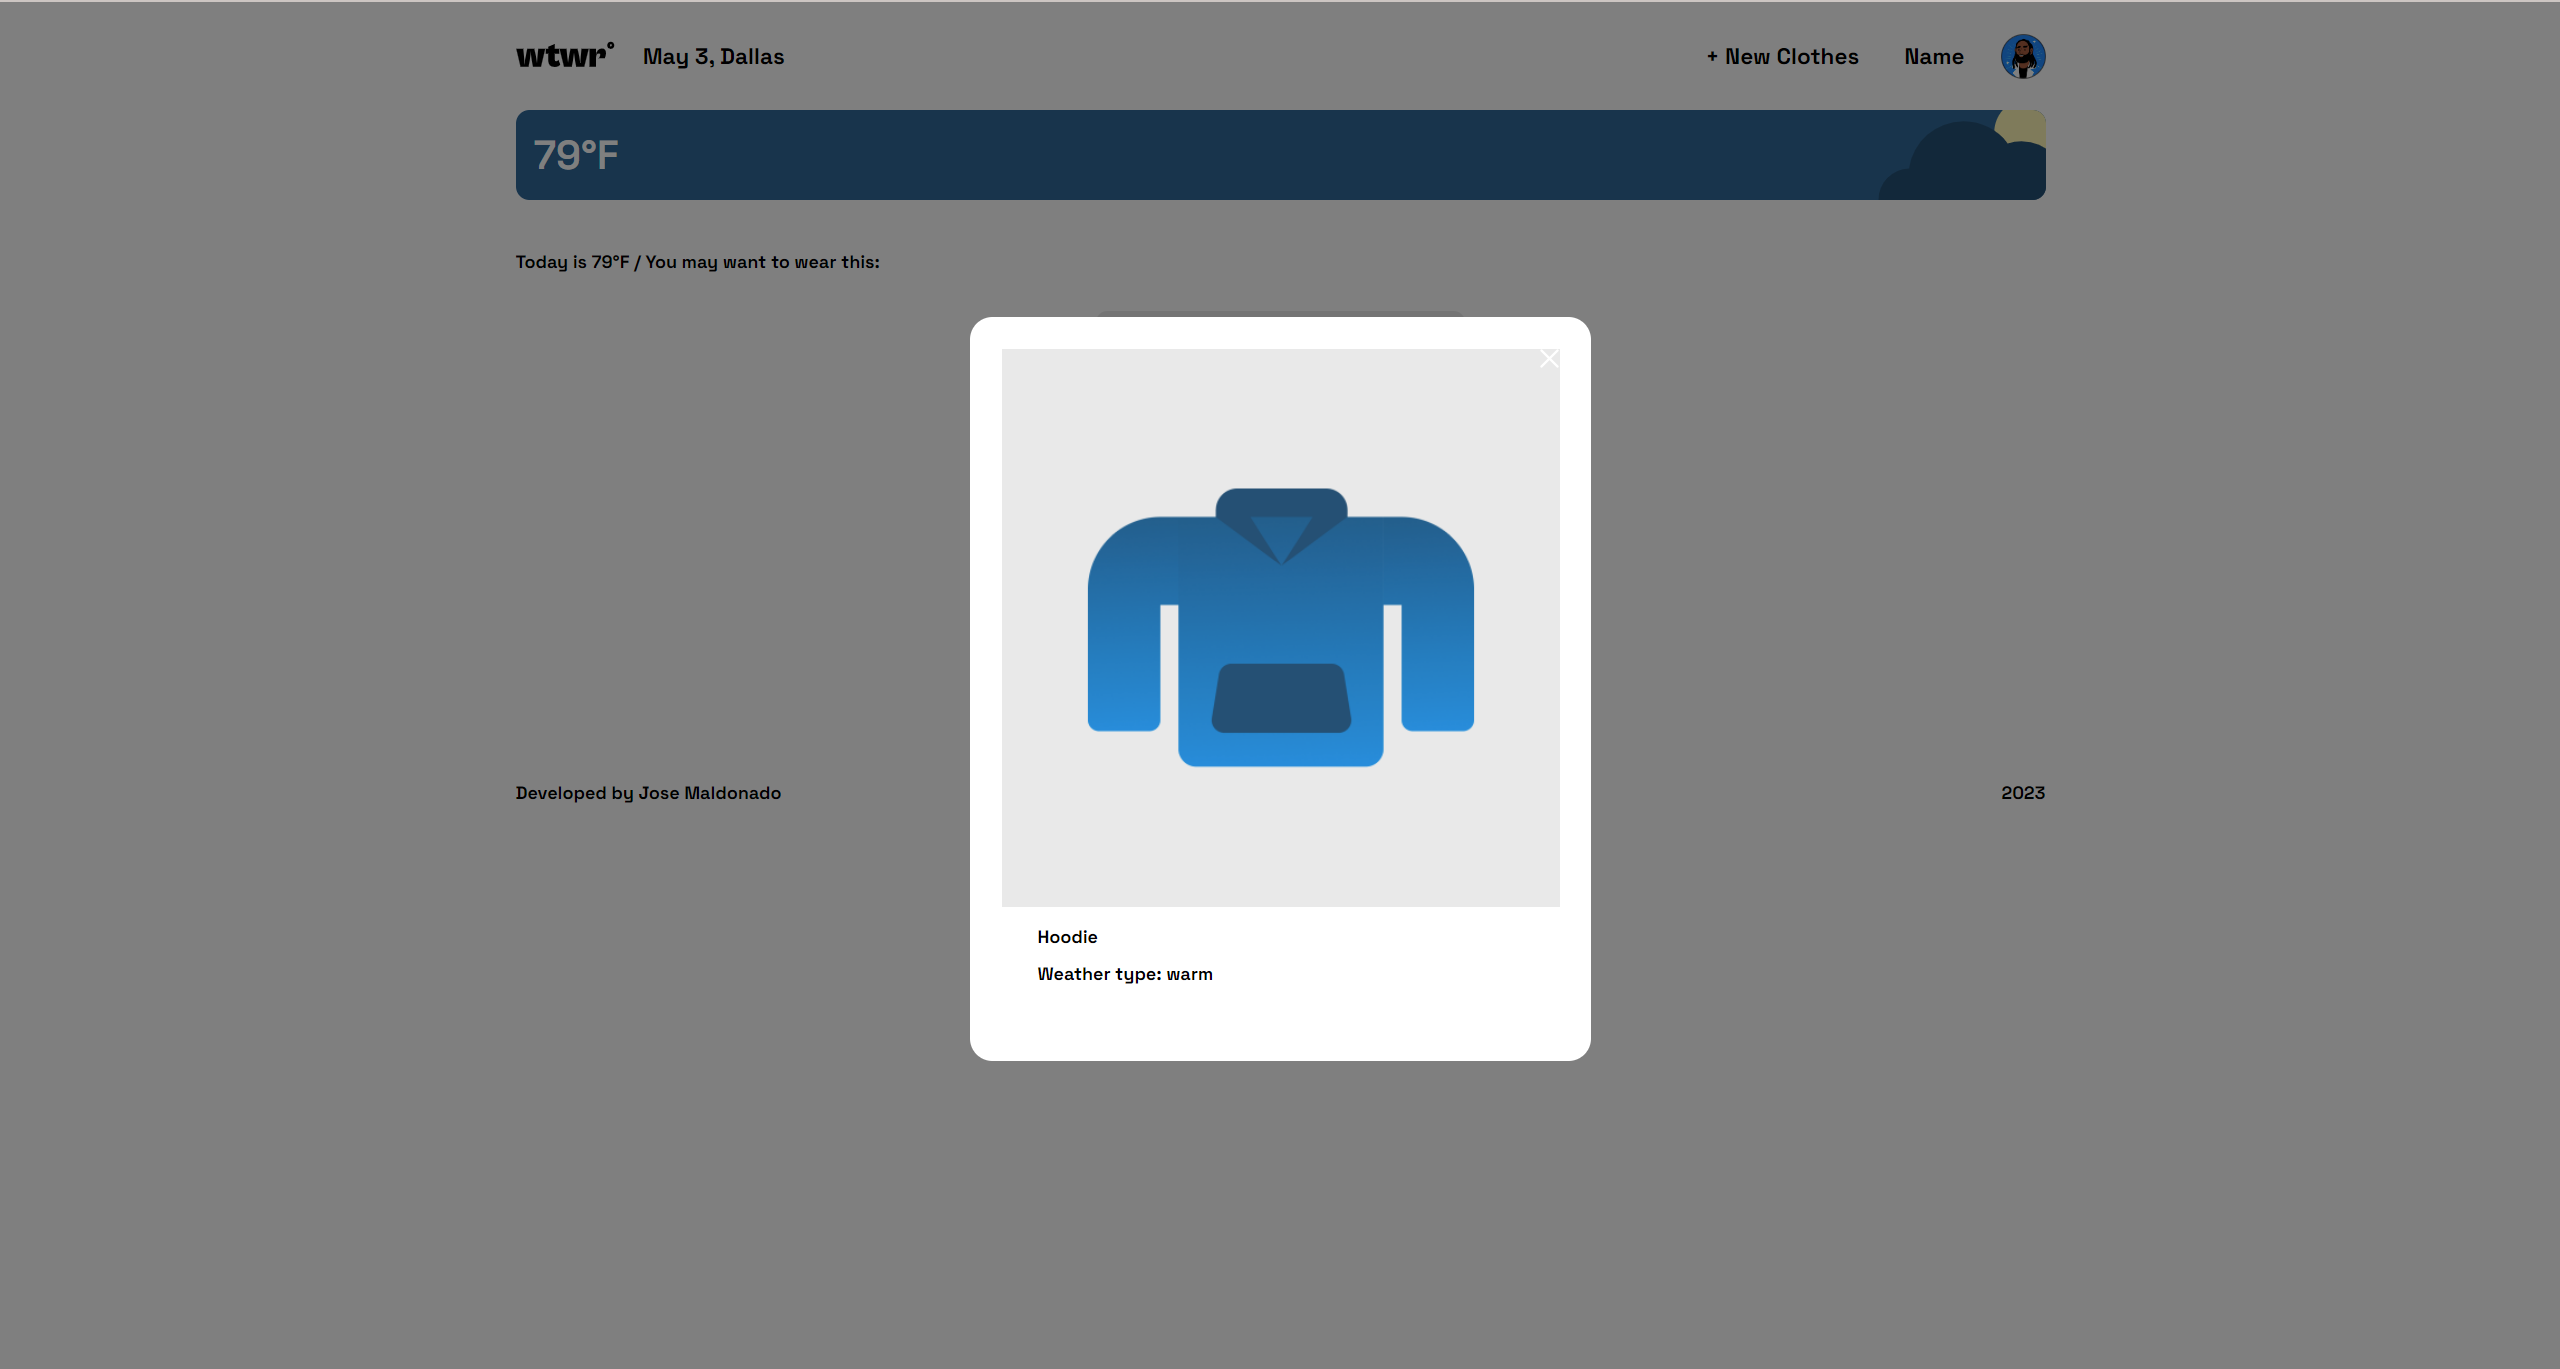 wtwr°
May 3, Dallas
+ New Clothes
Name
79°F
Today is 79°F / You may want to wear this:
Hoodie
Weather type: warm
Developed by Jose Maldonado
2023